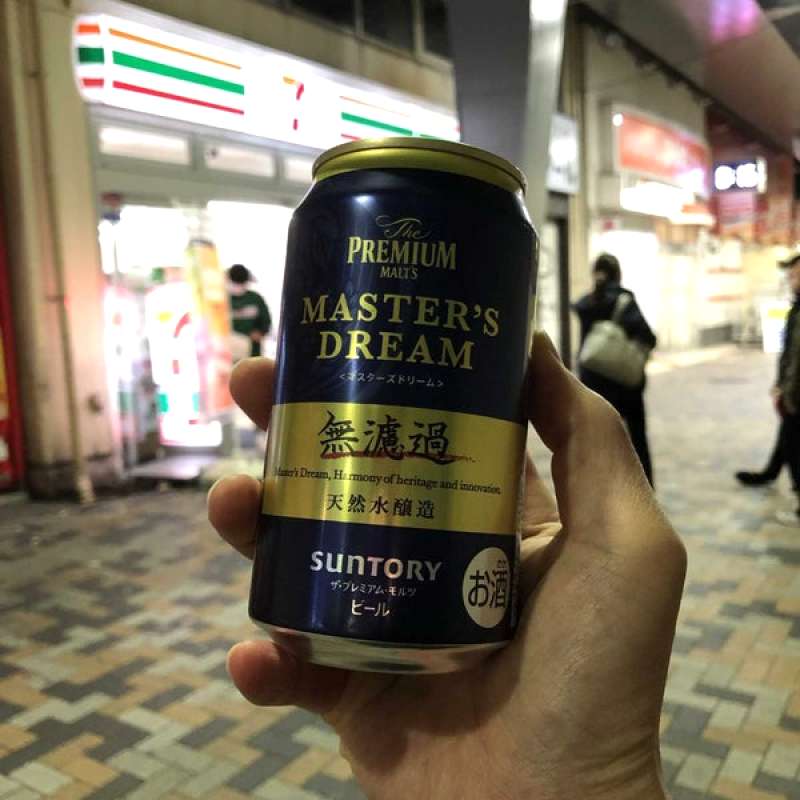 7
The
PREMIUM
MALT'S
MASTER'S
DREAM
<マスターズドリーム>
無濾過
Master's Dream, Harmony of heritage and innovation.
天然水醸造
SUNTORY
ザ・プレミアム・モルツ
ビール
お酒